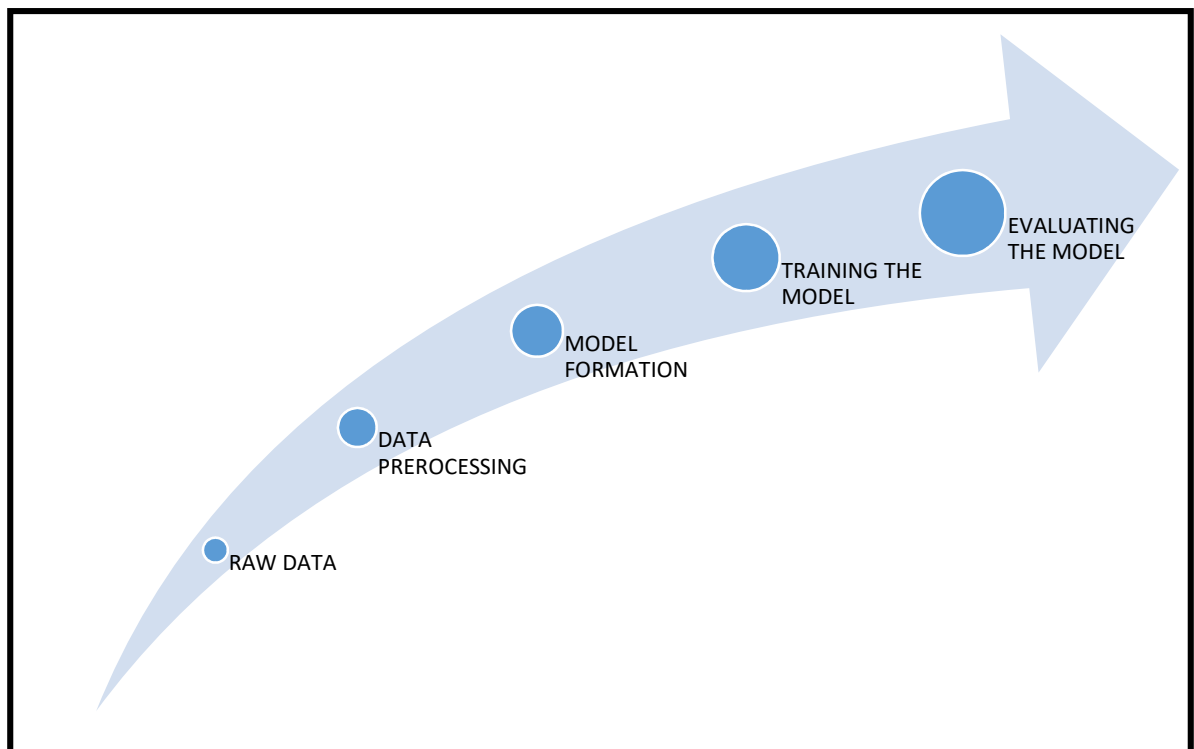 RAW DATA
DATA
PREROCESSING
MODEL
FORMATION
TRAINING THE
MODEL
EVALUATING
THE MODEL